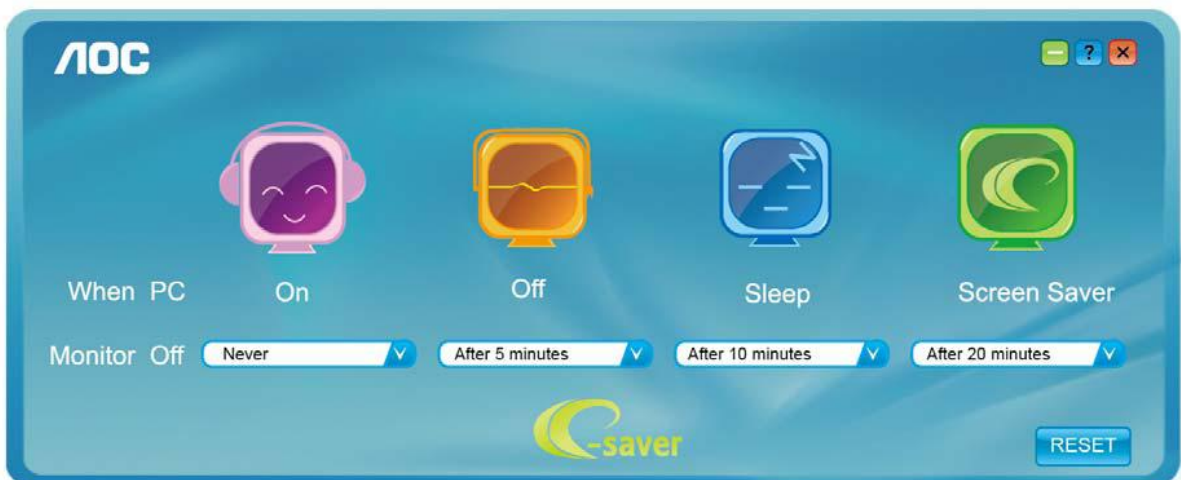 AOC
?
When PC On Off Sleep Screen Saver
Monitor Off Never After 5 minutes After 10 minutes After 20 minutes
e-saver
RESET